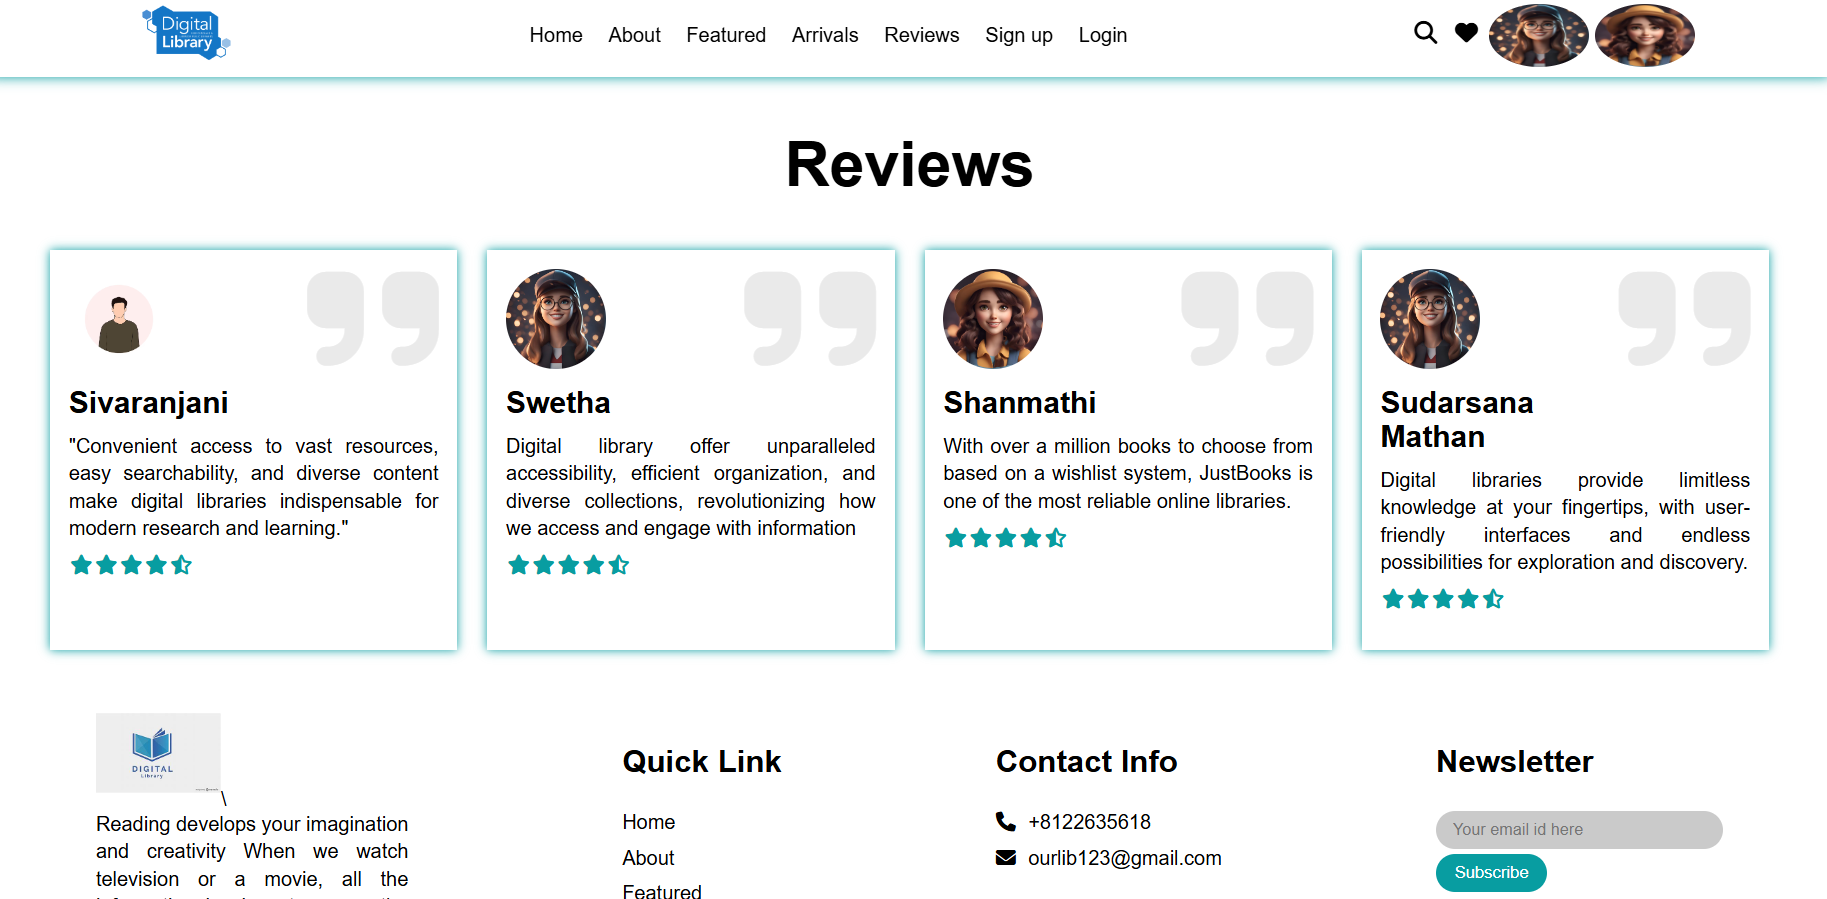 Digital
Library
Home About Featured Arrivals Reviews Sign up Login
Reviews
Sivaranjani
"Convenient access to vast resources,
easy searchability, and diverse content
make digital libraries indispensable for
modern research and learning."
Swetha
Digital library offer unparalleled
accessibility, efficient organization, and
diverse collections, revolutionizing how
we access and engage with information
Shanmathi
With over a million books to choose from
based on a wishlist system, JustBooks is
one of the most reliable online libraries.
Sudarsana
Mathan
Digital libraries provide limitless
knowledge at your fingertips, with user-
friendly interfaces and endless
possibilities for exploration and discovery.
DIGITAL
Library
\
Reading develops your imagination
and creativity When we watch
television or a movie, all the
Quick Link
Home
About
Featured
Contact Info
+8122635618
ourlib123@gmail.com
Newsletter
Your email id here
Subscribe